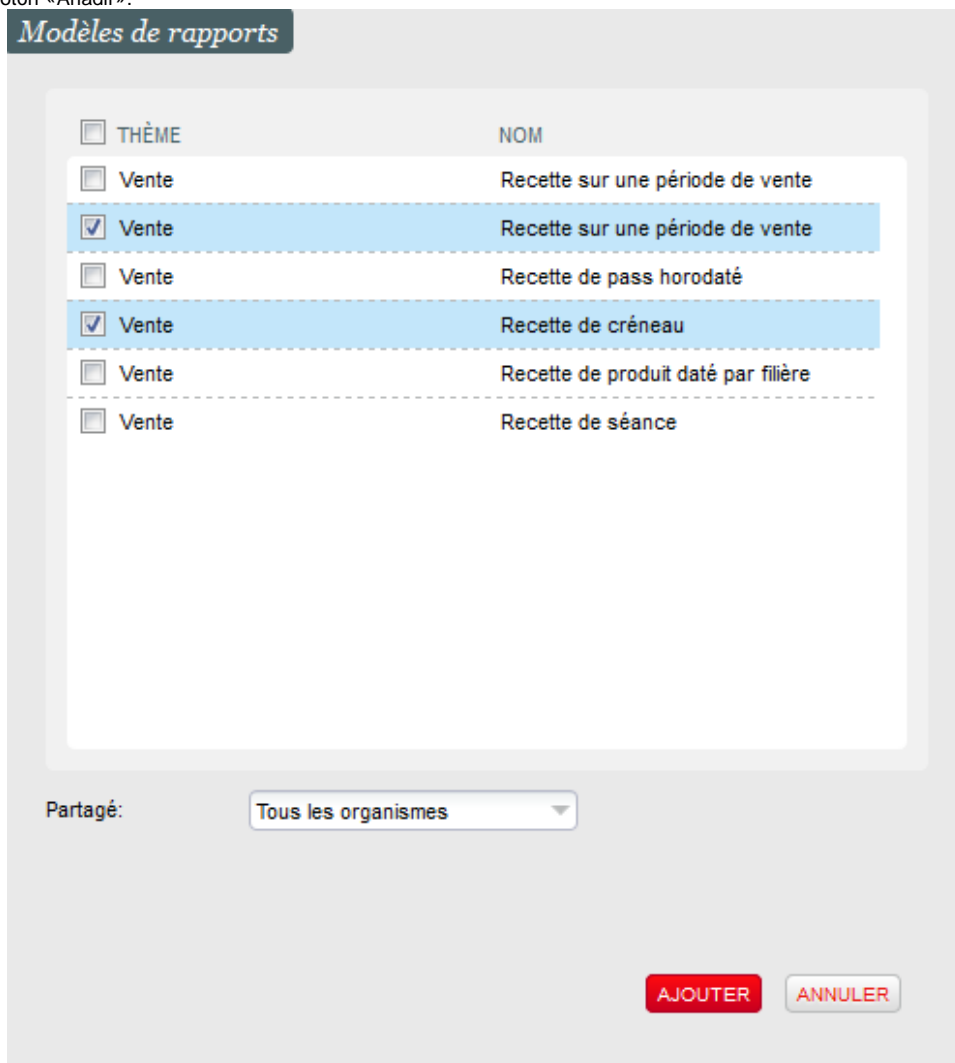 otón «Añadir».
Modèles de rapports
THÈME NOM
Vente Recette sur une période de vente
Vente Recette sur une période de vente
Vente Recette de pass horodaté
Vente Recette de créneau
Vente Recette de produit daté par filière
Vente Recette de séance
Partagé: Tous les organismes
AJOUTER ANNULER